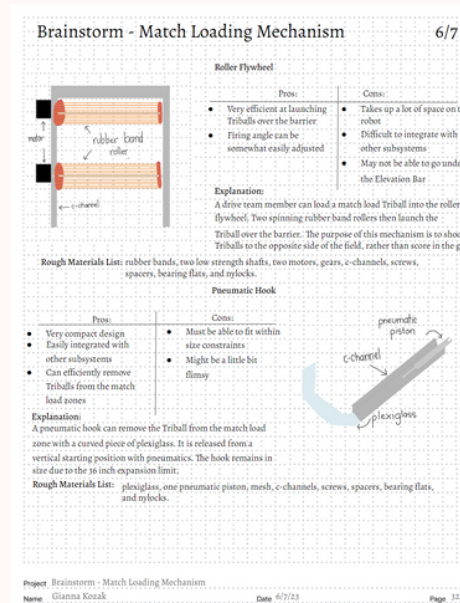 Brainstorm - Match Loading Mechanism 6/7
Roller Flywheel
motor
rubber band
roller
c-channel
Pros: Cons:
Very efficient at launching
Triballs over the barrier
Firing angle can be
somewhat easily adjusted
Takes up a lot of space on
robot
Difficult to integrate with
other subsystems
May not be able to go under
the Elevation Bar
Explanation:
A drive team member can load a match load Triball into the roller
flywheel. Two spinning rubber band rollers then launch the
Triball over the barrier. The purpose of this mechanism is to
Triballs to the opposite side of the field, rather than score in the
Rough Materials List: rubber bands, two low strength shafts, two motors, gears, c-channels, screws,
spacers, bearing flats, and nylocks.
Pneumatic Hook
Pros: Cons:
Very compact design
Easily integrated with
other subsystems
Can efficiently remove
Triballs from the match
load zones
Must be able to fit within
size constraints
Might be a little bit
flimsy
pneumatic
piston
c-channel
plexiglass
Explanation:
A pneumatic hook can remove the Triball from the match load
zone with a curved piece of plexiglass. It is released from a
vertical starting position with pneumatics. The hook remains in
size due to the 36 inch expansion limit.
Rough Materials List: plexiglass, one pneumatic piston, mesh, c-channels, screws, spacers, bearing flats,
and nylocks.
Project Brainstorm - Match Loading Mechanism
Name Gianna Kozak Date 6/7/23 Page 32